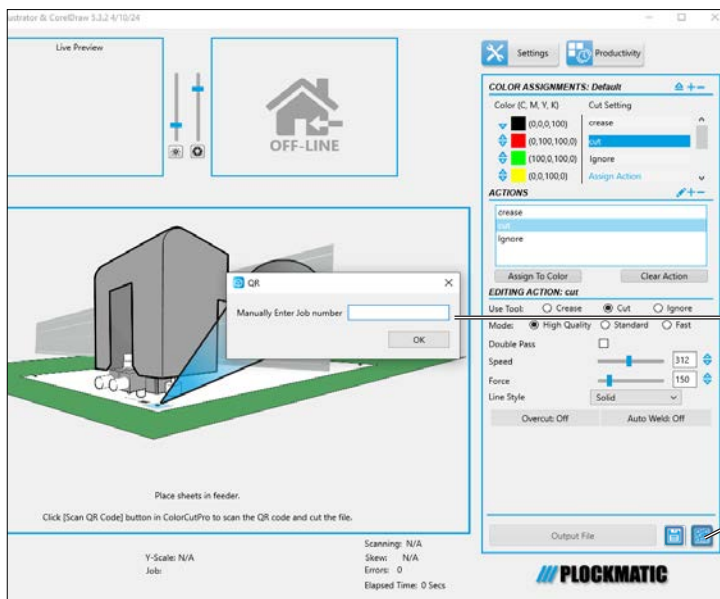 ustrator & CorelDraw 5.3.2 4/10/24
Live Preview
OFF-LINE
Settings
Productivity
COLOR ASSIGNMENTS: Default
Color (C, M, Y, K)
Cut Setting
(0,0,0,100)
crease
(0,100,100,0)
cut
(100,0,100,0)
Ignore
(0,0,100,0)
Assign Action
ACTIONS
crease
cut
Ignore
Assign To Color
Clear Action
EDITING ACTION: cut
Use Tool:
Crease
Cut
Ignore
Mode:
High Quality
Standard
Fast
Double Pass
Speed
312
Force
150
Line Style
Solid
Overcut: Off
Auto Weld: Off
QR
Manually Enter Job number
OK
Place sheets in feeder.
Click [Scan QR Code] button in ColorCutPro to scan the QR code and cut the file.
Output File
Y-Scale: N/A
Job:
Scanning: N/A
Skew: N/A
Errors: 0
Elapsed Time: 0 Secs
PLOCKMATIC